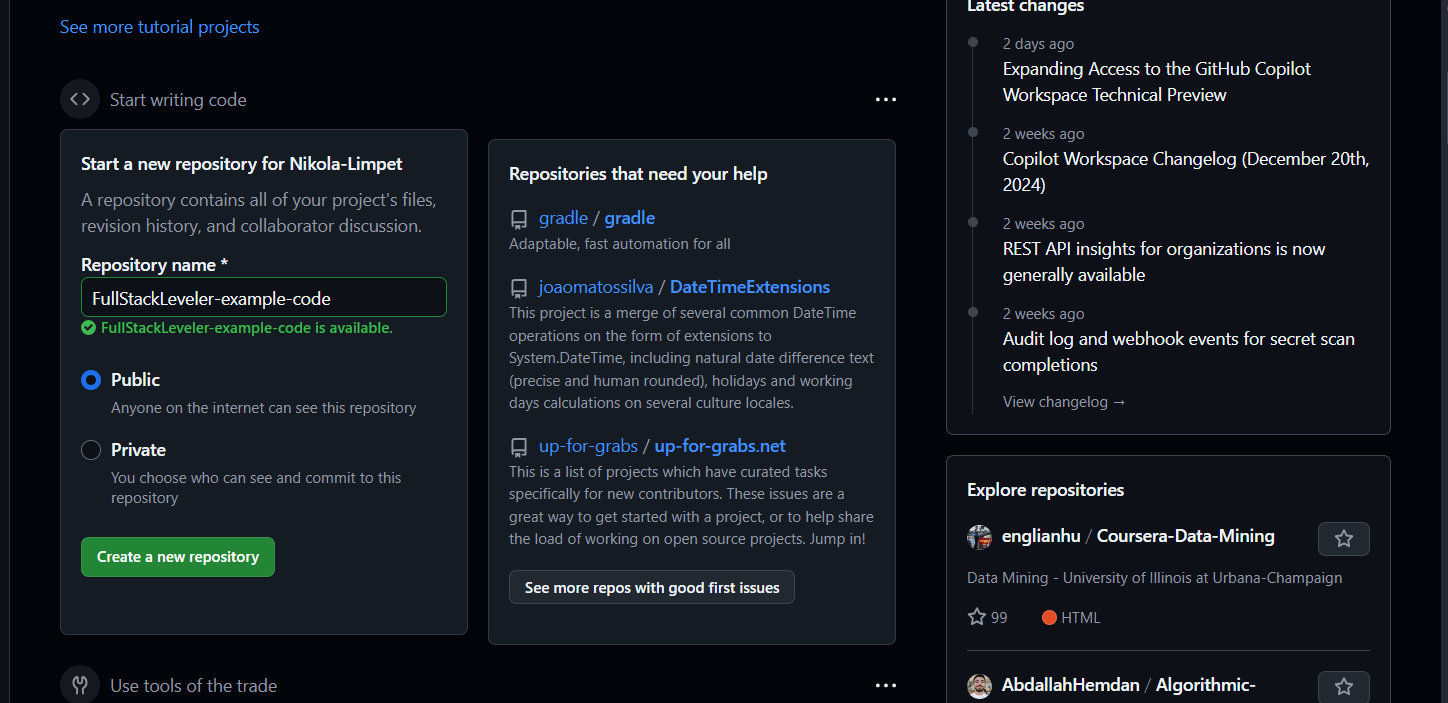 See more tutorial projects
Start writing code
Start a new repository for Nikola-Limpet
A repository contains all of your project's files,
revision history, and collaborator discussion.
Repository name *
FullStackLeveler-example-code
FullStackLeveler-example-code is available.
Public
Anyone on the internet can see this repository
Private
You choose who can see and commit to this
repository
Create a new repository
Repositories that need your help
gradle / gradle
Adaptable, fast automation for all
joaomatossilva / DateTimeExtensions
This project is a merge of several common DateTime
operations on the form of extensions to
System.DateTime, including natural date difference text
(precise and human rounded), holidays and working
days calculations on several culture locales.
up-for-grabs / up-for-grabs.net
This is a list of projects which have curated tasks
specifically for new contributors. These issues are a
great way to get started with a project, or to help share
the load of working on open source projects. Jump in!
See more repos with good first issues
Use tools of the trade
Latest changes
2 days ago
Expanding Access to the GitHub Copilot
Workspace Technical Preview
2 weeks ago
Copilot Workspace Changelog (December 20th,
2024)
2 weeks ago
REST API insights for organizations is now
generally available
2 weeks ago
Audit log and webhook events for secret scan
completions
View changelog →
Explore repositories
englianhu / Coursera-Data-Mining
Data Mining - University of Illinois at Urbana-Champaign
99
HTML
AbdallahHemdan / Algorithmic-